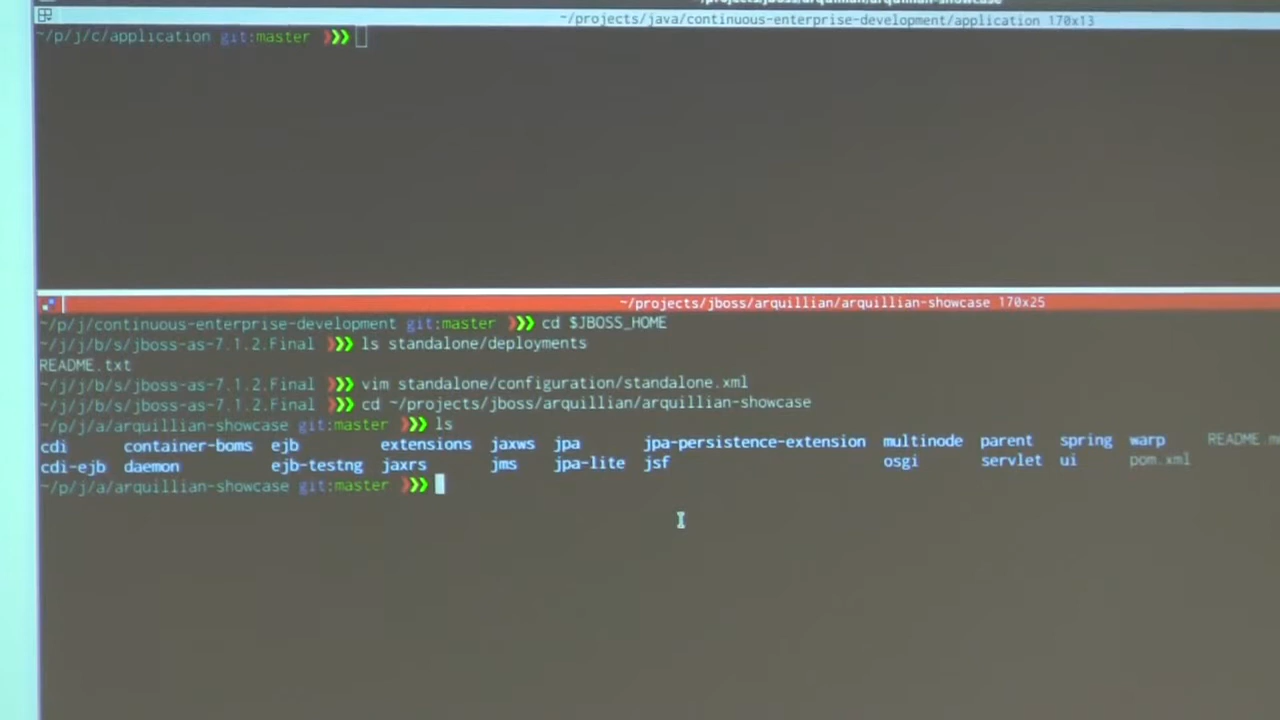 ~/projects/java/continuous-enterprise-development/application 170x13
~/p/j/c/application git:master ❯❯❯
~/projects/jboss/arquillian/arquillian-showcase 170x25
~/p/j/continuous-enterprise-development git:master ❯❯❯ cd $JBOSS_HOME
~/j/j/b/s/jboss-as-7.1.2.Final ❯❯❯ ls standalone/deployments
README.txt
~/j/j/b/s/jboss-as-7.1.2.Final ❯❯❯ vim standalone/configuration/standalone.xml
~/j/j/b/s/jboss-as-7.1.2.Final ❯❯❯ cd ~/projects/jboss/arquillian/arquillian-showcase
~/p/j/a/arquillian-showcase git:master ❯❯❯ ls
cdi container-boms ejb extensions jaxws jpa jpa-persistence-extension multinode parent spring warp
cdi-ejb daemon ejb-testng jaxrs jms jpa-lite jsf osgi servlet ui pom.xml
~/p/j/a/arquillian-showcase git:master ❯❯❯